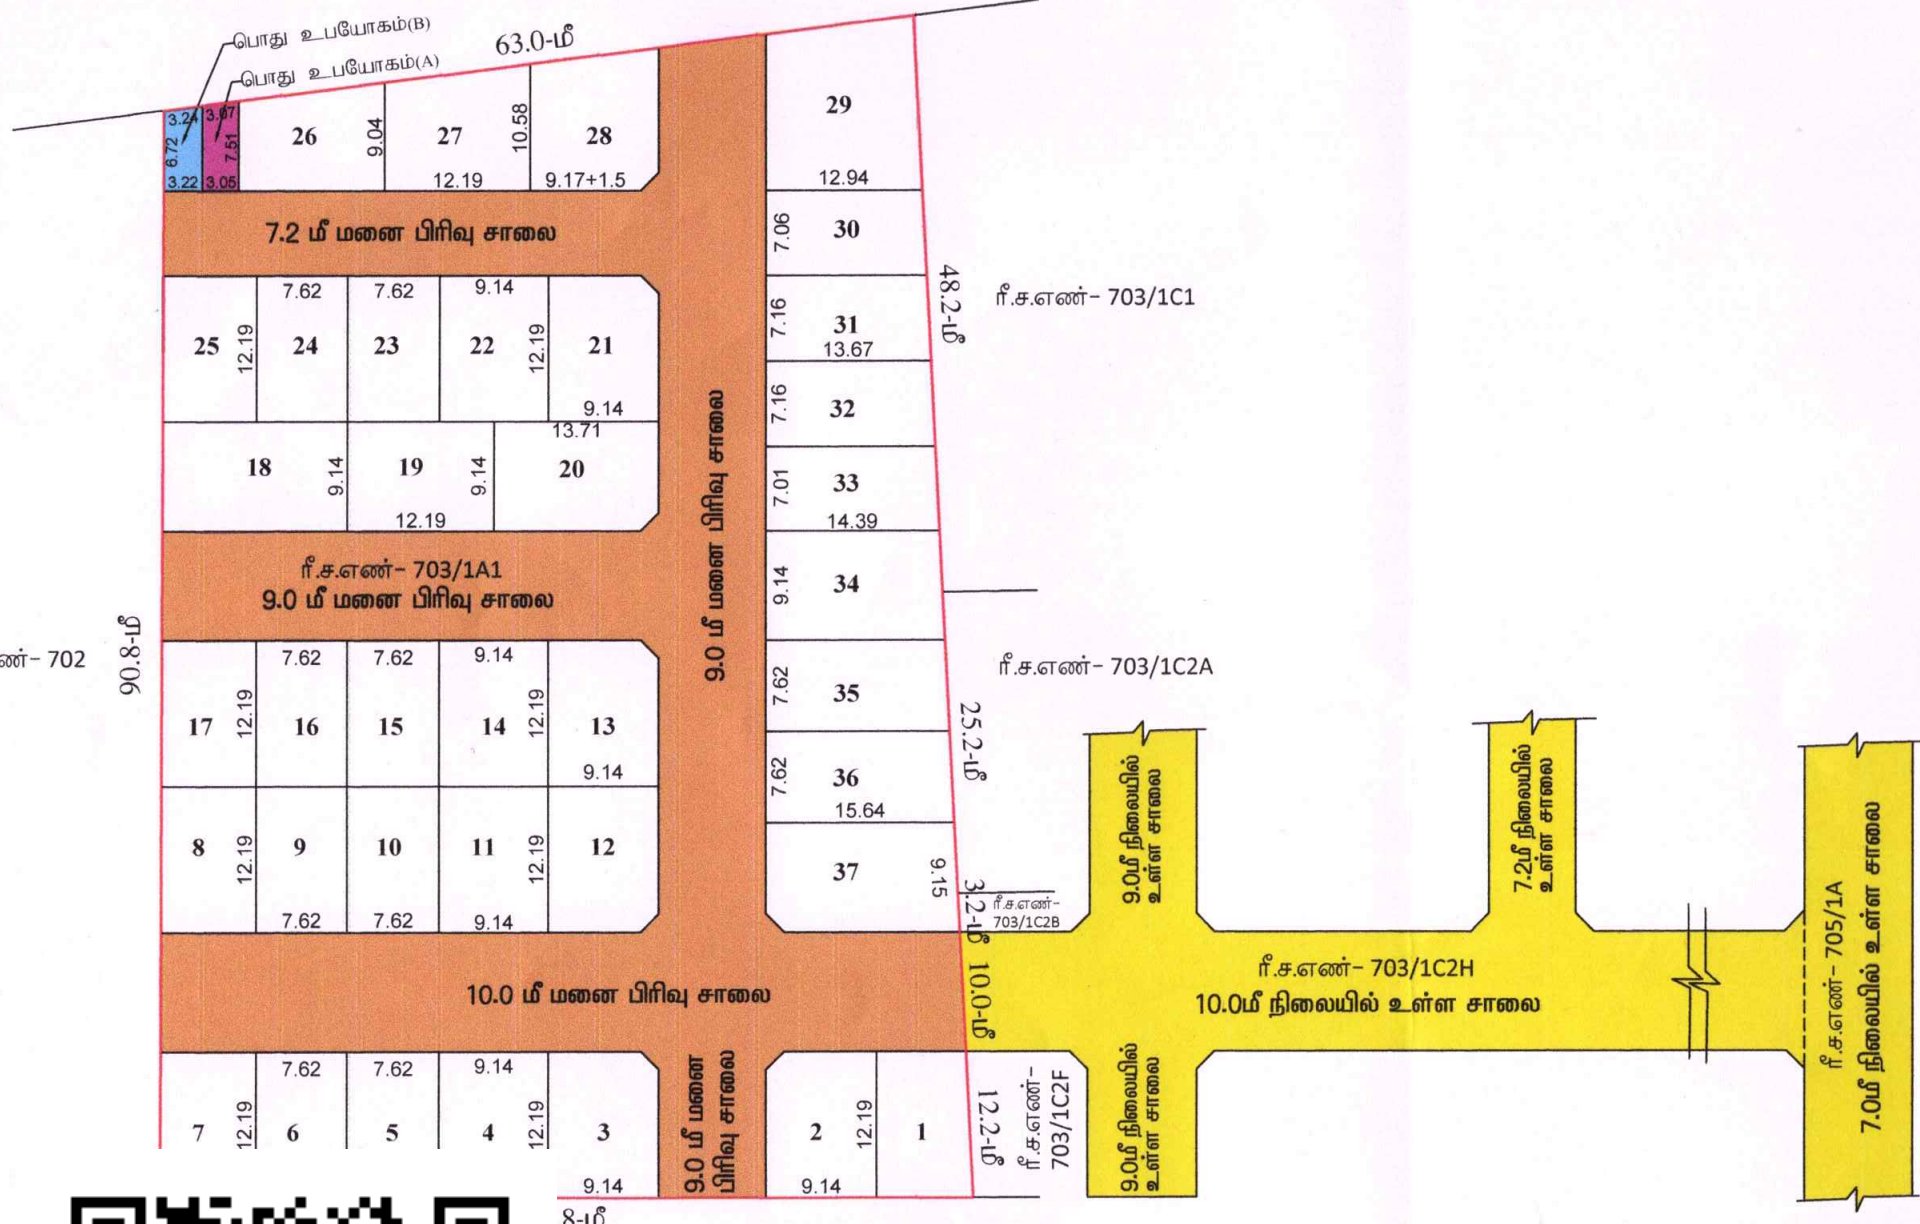 பொது உபயோகம்(B)
பொது உபயோகம்(A)
63.0-மீ
3.24
3.07
6.72
7.51
3.22
3.05
26
9.04
27
12.19
10.58
28
9.17+1.5
29
12.94
7.2 மீ மனை பிரிவு சாலை
7.06
30
7.62
7.62
9.14
25
12.19
24
23
22
12.19
21
9.14
7.16
31
13.67
48.2-மீ
ரீ.ச.எண்- 703/1C1
13.71
18
9.14
19
9.14
20
12.19
7.16
32
9.0 மீ மனை பிரிவு சாலை
7.01
33
14.39
ரீ.ச.எண்- 703/1A1
9.0 மீ மனை பிரிவு சாலை
9.14
34
ண்- 702
90.8-மீ
7.62
7.62
9.14
17
12.19
16
15
14
12.19
13
9.14
7.62
35
ரீ.ச.எண்- 703/1C2A
25.2-மீ
7.62
36
15.64
8
12.19
9
10
11
12.19
12
7.62
7.62
9.14
37
9.15
3.2-மீ
ரீ.ச.எண்-
703/1C2B
9.0மீ நிலையில்
உள்ள சாலை
7.2மீ நிலையில்
உள்ள சாலை
10.0 மீ மனை பிரிவு சாலை
10.0-மீ
ரீ.ச.எண்- 703/1C2H
10.0மீ நிலையில் உள்ள சாலை
ரீ.ச.எண்- 705/1A
7.0மீ நிலையில் உள்ள சாலை
7.62
7.62
9.14
7
12.19
6
5
4
12.19
3
9.14
9.0 மீ மனை
பிரிவு சாலை
2
12.19
1
9.14
12.2-மீ
ரீ.ச.எண்-
703/1C2F
9.0மீ நிலையில்
உள்ள சாலை
8-மீ